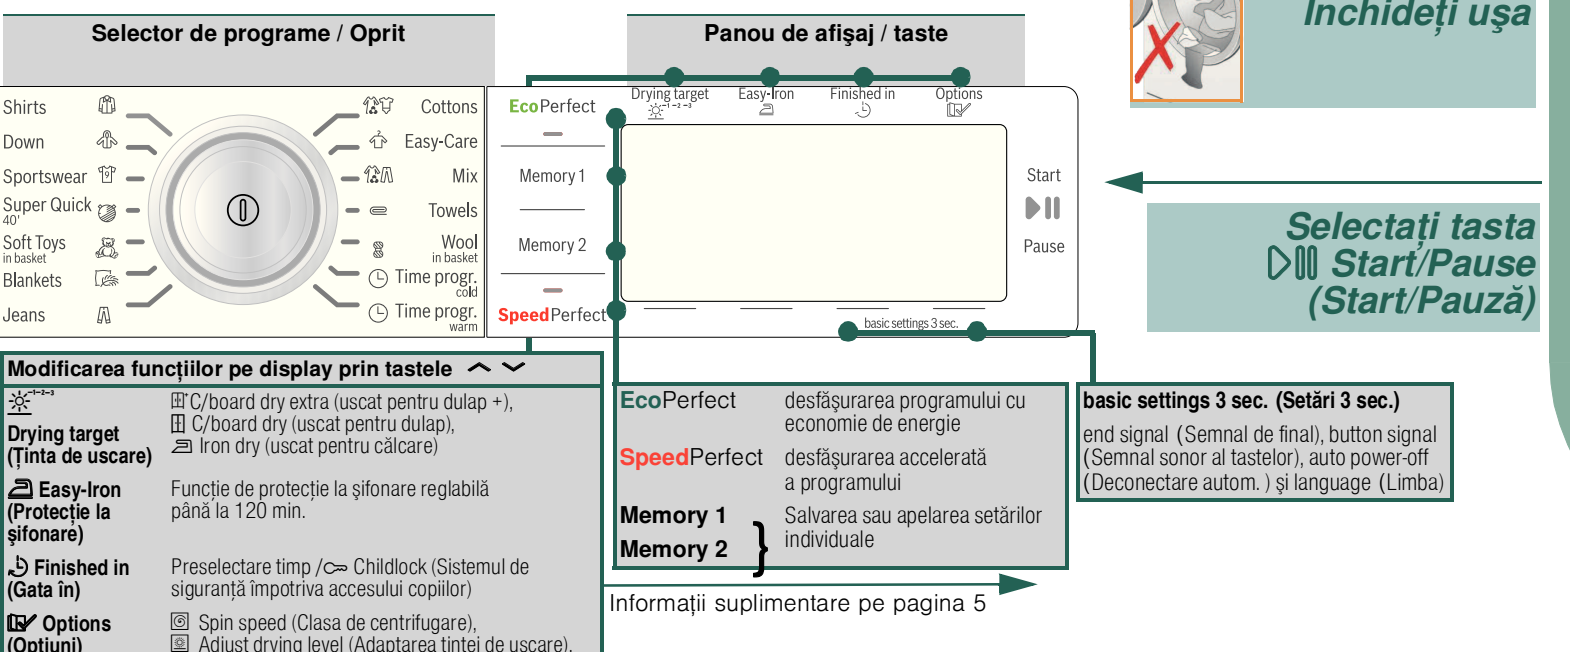 Închideți ușa
Selector de programe / Oprit
Panou de afişaj / taste
Shirts
Down
Sportswear
Super Quick
40'
Soft Toys
in basket
Blankets
Jeans
Cottons
Easy-Care
Mix
Towels
Wool
in basket
Time progr.
cold
Time progr.
warm
EcoPerfect
Memory 1
Memory 2
SpeedPerfect
Drying target
-1 -2 -3
Easy-Iron
Finished in
Options
basic settings 3 sec.
Start
Pause
Selectați tasta
Start/Pause
(Start/Pauză)
Modificarea funcțiilor pe display prin tastele
-1-2-3
Drying target
(Ținta de uscare)
+ C/board dry extra (uscat pentru dulap +),
C/board dry (uscat pentru dulap),
Iron dry (uscat pentru călcare)
Easy-Iron
(Protecție la
şifonare)
Funcție de protecție la şifonare reglabilă
până la 120 min.
Finished in
(Gata în)
Preselectare timp / Childlock (Sistemul de
siguranță împotriva accesului copiilor)
Options
(Opțiuni)
Spin speed (Clasa de centrifugare),
Adjust drying level (Adaptarea țintei de uscare),
EcoPerfect desfăşurarea programului cu
economie de energie
SpeedPerfect desfăşurarea accelerată
a programului
Memory 1
Memory 2
} Salvarea sau apelarea setărilor
individuale
Informații suplimentare pe pagina 5
basic settings 3 sec. (Setări 3 sec.)
end signal (Semnal de final), button signal
(Semnal sonor al tastelor), auto power-off
(Deconectare autom. ) şi language (Limba)